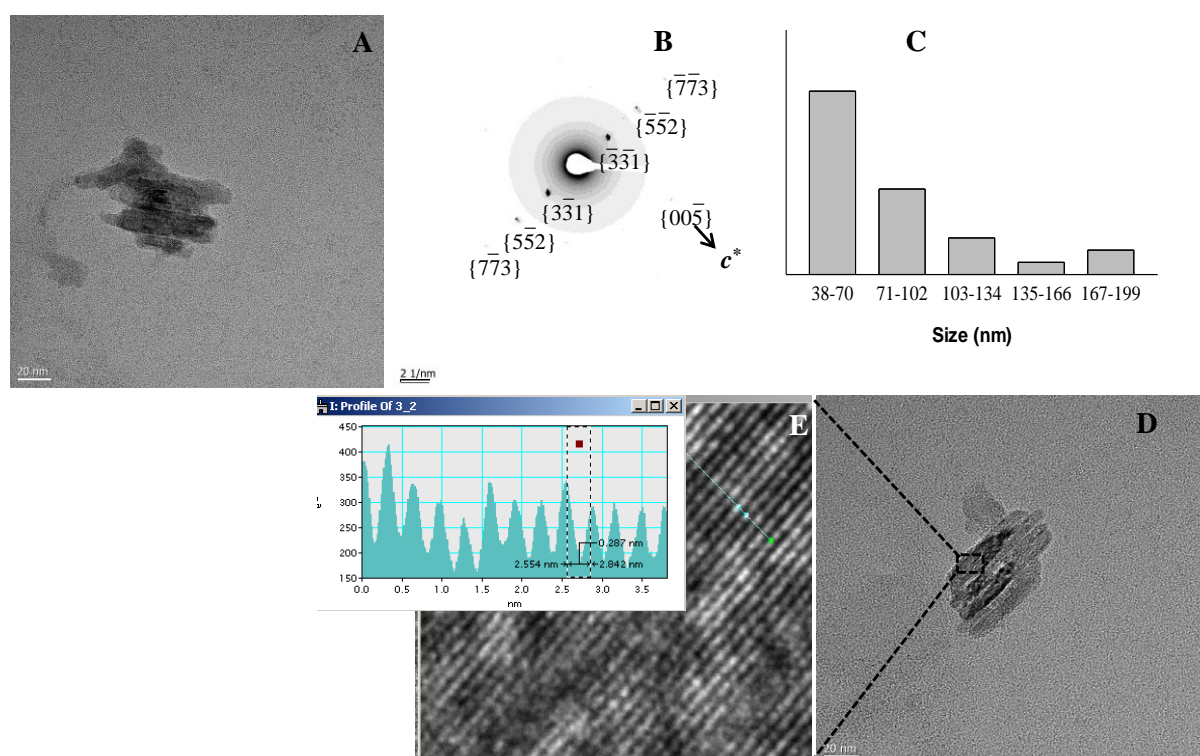 A
20 nm
B
{7̅7̅3}
{5̅5̅2}
{3̅3̅1}
{33̅1}
{55̅2}
{7̅7̅3}
{005̅}
c*
2 1/nm
C
38-70 71-102 103-134 135-166 167-199
Size (nm)
I: Profile Of 3_2
450
400
350
300
250
200
150
0.287 nm
2.554 nm 2.842 nm
0.0 0.5 1.0 1.5 2.0 2.5 3.0 3.5
nm
E
D
20 nm